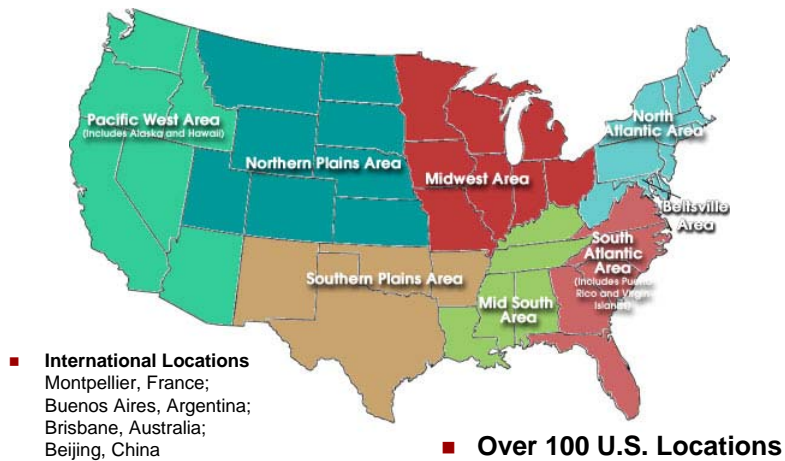 Pacific West Area
(Includes Alaska and Hawaii)
Northern Plains Area
Midwest Area
North
Atlantic Area
Beltsville
Area
South
Atlantic
Area
(Includes Puerto
Rico and Virgin
Islands)
Southern Plains Area
Mid South
Area
■ International Locations
Montpellier, France;
Buenos Aires, Argentina;
Brisbane, Australia;
Beijing, China
■ Over 100 U.S. Locations